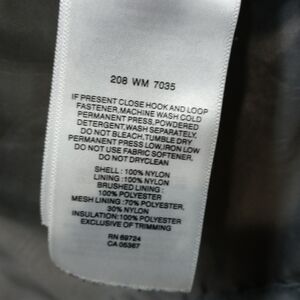 208 WM 7035
IF PRESENT CLOSE HOOK AND LOOP
FASTENER, MACHINE WASH COLD
PERMANENT PRESS, POWDERED
DETERGENT, WASH SEPARATELY.
DO NOT BLEACH, TUMBLE DRY
PERMANENT PRESS LOW, IRON LOW
DO NOT USE FABRIC SOFTENER,
DO NOT DRYCLEAN
SHELL : 100% NYLON
LINING : 100% NYLON
BRUSHED LINING :
100% POLYESTER
MESH LINING : 70% POLYESTER,
30% NYLON
INSULATION: 100% POLYESTER
EXCLUSIVE OF TRIMMING
RN 69724
CA 05367